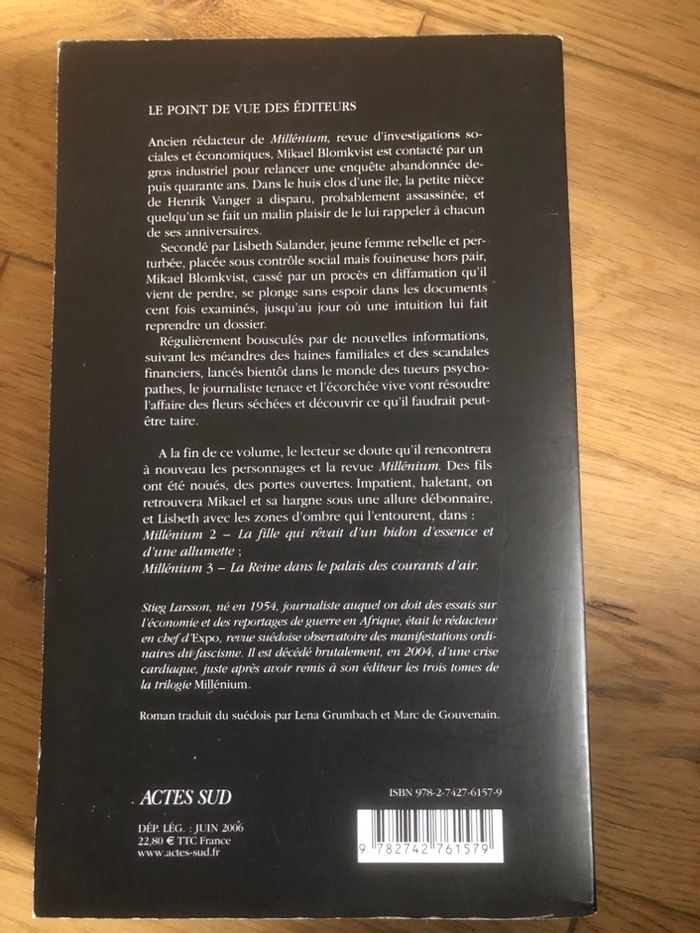 LE POINT DE VUE DES ÉDITEURS
Ancien rédacteur de Millénium, revue d'investigations so-
ciales et économiques, Mikael Blomkvist est contacté par un
gros industriel pour relancer une enquête abandonnée de-
puis quarante ans. Dans le huis clos d'une île, la petite nièce
de Henrik Vanger a disparu, probablement assassinée, et
quelqu'un se fait un malin plaisir de le lui rappeler à chacun
de ses anniversaires.
Secondé par Lisbeth Salander, jeune femme rebelle et per-
turbée, placée sous contrôle social mais fouineuse hors pair,
Mikael Blomkvist, cassé par un procès en diffamation qu'il
vient de perdre, se plonge sans espoir dans les documents
cent fois examinés, jusqu'au jour où une intuition lui fait
reprendre un dossier.
Régulièrement bousculés par de nouvelles informations,
suivant les méandres des haines familiales et des scandales
financiers, lancés bientôt dans le monde des tueurs psycho-
pathes, le journaliste tenace et l'écorchée vive vont résoudre
l'affaire des fleurs séchées et découvrir ce qu'il faudrait peut-
être taire.
A la fin de ce volume, le lecteur se doute qu'il rencontrera
à nouveau les personnages et la revue Millénium. Des fils
ont été noués, des portes ouvertes. Impatient, haletant, on
retrouvera Mikael et sa hargne sous une allure débonnaire,
et Lisbeth avec les zones d'ombre qui l'entourent, dans :
Millénium 2 – La fille qui rêvait d'un bidon d'essence et
d'une allumette ;
Millénium 3 – La Reine dans le palais des courants d'air.
Stieg Larsson, né en 1954, journaliste auquel on doit des essais sur
l'économie et des reportages de guerre en Afrique, était le rédacteur
en chef d'Expo, revue suédoise observatoire des manifestations ordi-
naires du fascisme. Il est décédé brutalement, en 2004, d'une crise
cardiaque, juste après avoir remis à son éditeur les trois tomes de
la trilogie Millénium.
Roman traduit du suédois par Lena Grumbach et Marc de Gouvenain.
ACTES SUD
DÉP. LÉG. : JUIN 2006
22,80 € TTC France
www.actes-sud.fr
ISBN 978-2-7427-6157-9
9 782742 761579